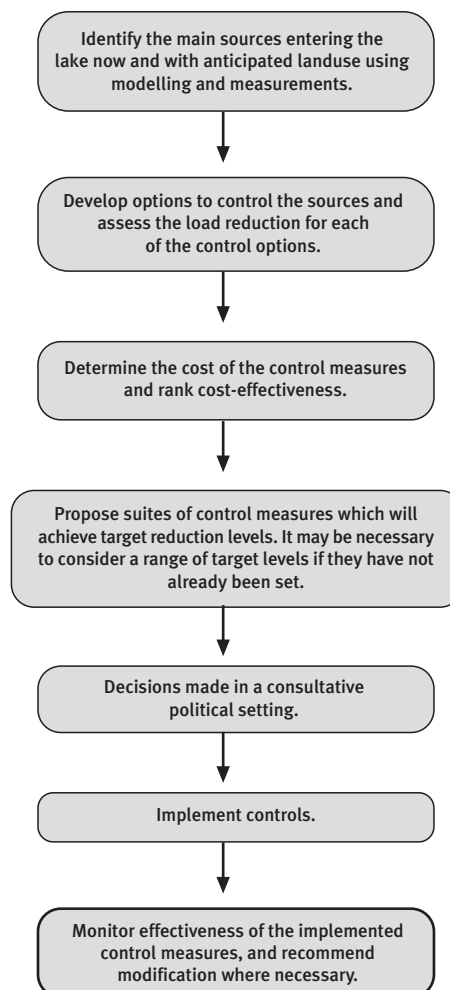 Identify the main sources entering the
lake now and with anticipated landuse using
modelling and measurements.
Develop options to control the sources and
assess the load reduction for each
of the control options.
Determine the cost of the control measures
and rank cost-effectiveness.
Propose suites of control measures which will
achieve target reduction levels. It may be necessary
to consider a range of target levels if they have not
already been set.
Decisions made in a consultative
political setting.
Implement controls.
Monitor effectiveness of the implemented
control measures, and recommend
modification where necessary.